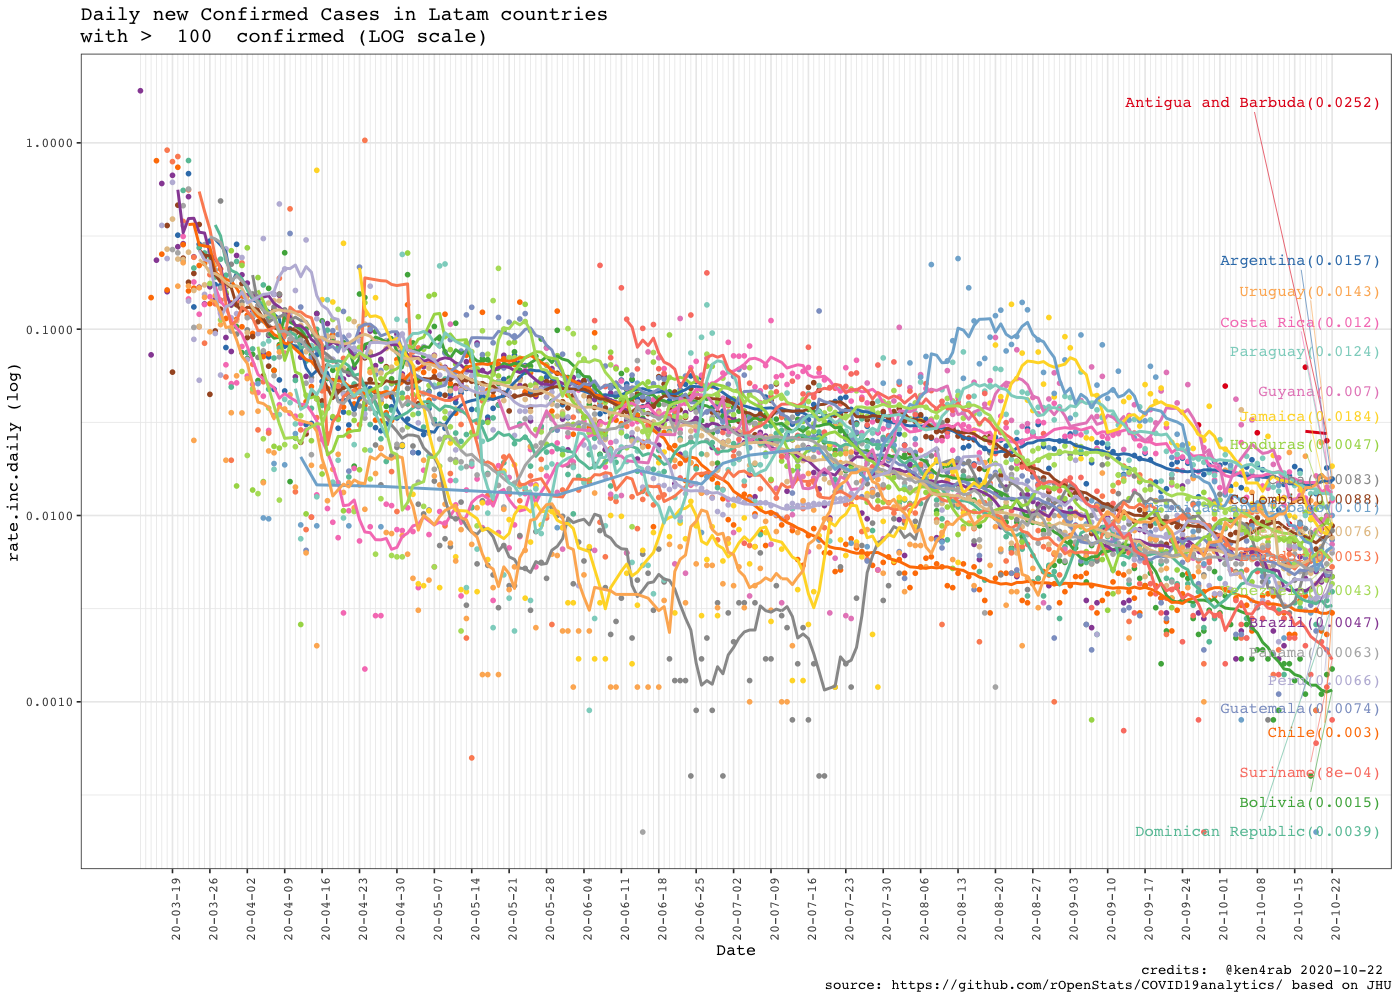 Daily new Confirmed Cases in Latam countries
with >  100  confirmed (LOG scale)
rate.inc.daily (log)
1.0000
0.1000
0.0100
0.0010
Antigua and Barbuda(0.0252)
Argentina(0.0157)
Uruguay(0.0143)
Costa Rica(0.012)
Paraguay(0.0124)
Guyana(0.007)
Jamaica(0.0184)
Honduras(0.0047)
Colombia(0.0088)
Brazil(0.0047)
Panama(0.0063)
Peru(0.0066)
Guatemala(0.0074)
Chile(0.003)
Suriname(8e-04)
Bolivia(0.0015)
Dominican Republic(0.0039)
20-03-19
20-03-26
20-04-02
20-04-09
20-04-16
20-04-23
20-04-30
20-05-07
20-05-14
20-05-21
20-05-28
20-06-04
20-06-11
20-06-18
20-06-25
20-07-02
20-07-09
20-07-16
20-07-23
20-07-30
20-08-06
20-08-13
20-08-20
20-08-27
20-09-03
20-09-10
20-09-17
20-09-24
20-10-01
20-10-08
20-10-15
20-10-22
Date
credits:  @ken4rab 2020-10-22
source: https://github.com/rOpenStats/COVID19analytics/ based on JHU